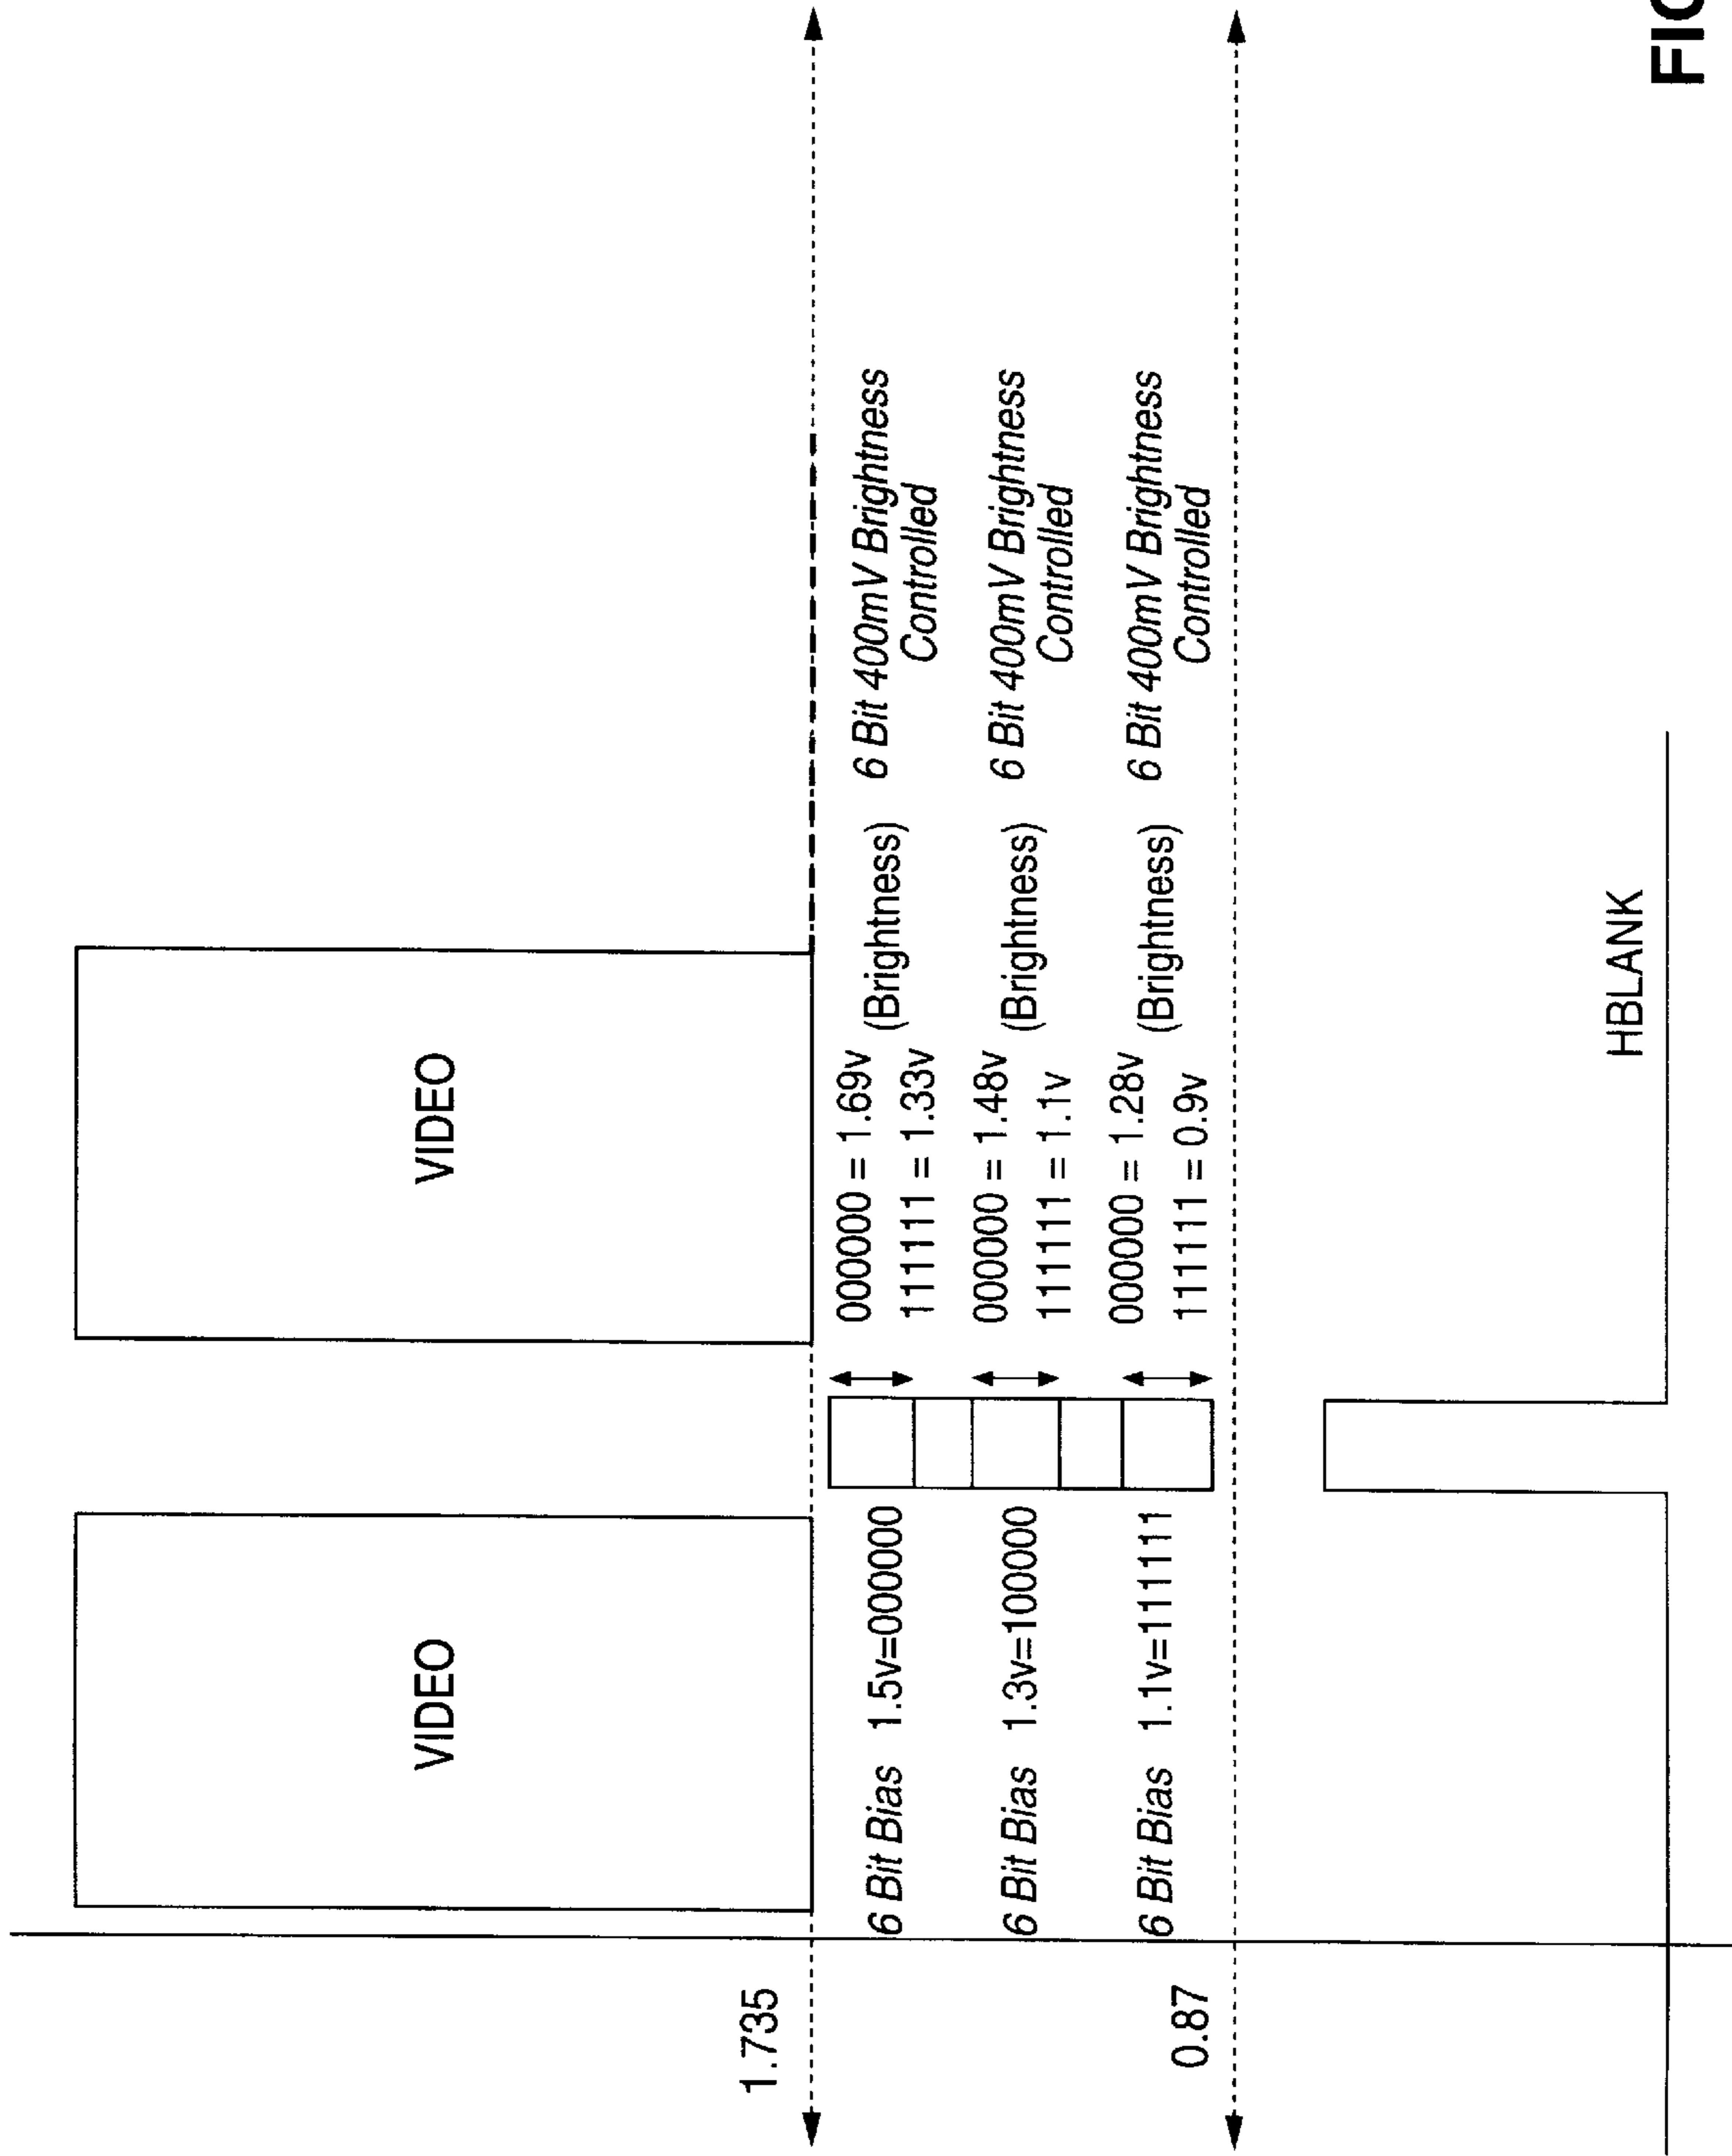 VIDEO
VIDEO
1.735
6 Bit Bias 1.5v=000000
000000 = 1.69v
111111 = 1.33v
(Brightness)
6 Bit 400mV Brightness
Controlled
6 Bit Bias 1.3v=100000
000000 = 1.48v
111111 = 1.1v
(Brightness)
6 Bit 400mV Brightness
Controlled
6 Bit Bias 1.1v=111111
000000 = 1.28v
111111 = 0.9v
(Brightness)
6 Bit 400mV Brightness
Controlled
0.87
HBLANK